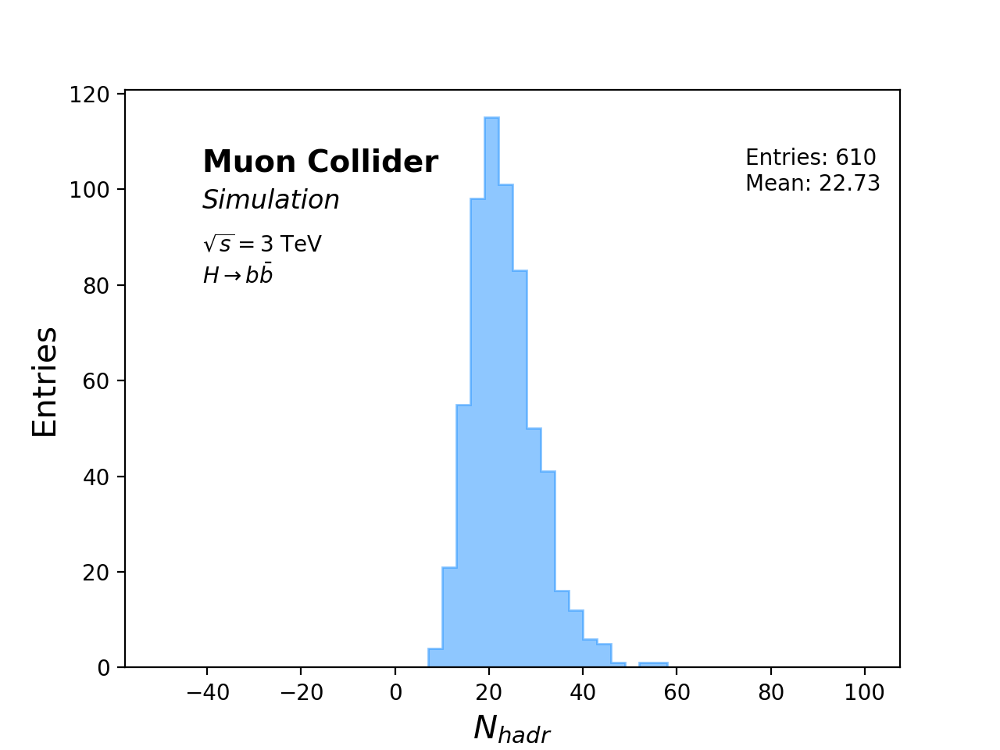 Muon Collider
Simulation
√s = 3 TeV
H → bb̄
Entries: 610
Mean: 22.73
Entries
120
100
80
60
40
20
0
−40 −20 0 20 40 60 80 100
N_hadr